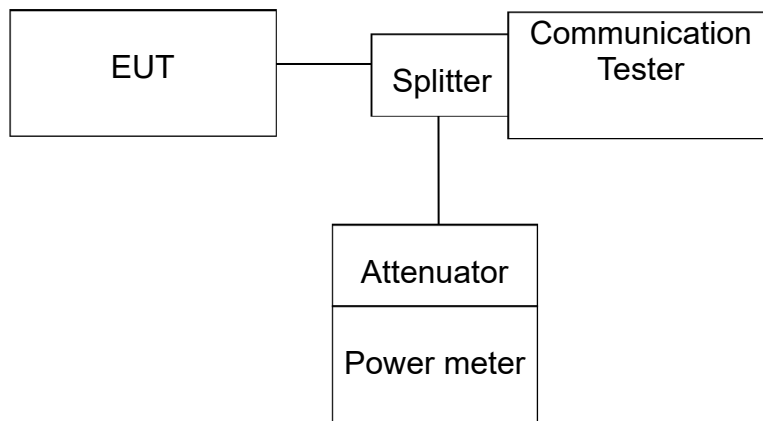 EUT
Splitter
Communication
Tester
Attenuator
Power meter